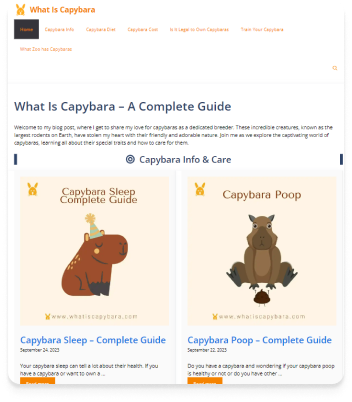 What Is Capybara
Home Capybara Info Capybara Diet Capybara Care Is It Legal to Own Capybaras Train Your Capybara
What Zoo has Capybaras
What Is Capybara – A Complete Guide
Welcome to my blog post, where I get to share my love for capybaras as a dedicated breeder. These incredible creatures, known as the
largest rodents on Earth, have stolen my heart with their friendly and adorable nature. Join me as we explore the captivating world of
capybaras, learning all about their special traits and how to care for them.
Capybara Info & Care
Capybara Sleep
Complete Guide
www.whatiscapybara.com
Capybara Sleep – Complete Guide
September 24, 2023
Your capybara sleep can tell a lot about their health. If you
have a capybara or want to own a ...
Capybara Poop
www.whatiscapybara.com
Capybara Poop – Complete Guide
September 22, 2023
Do you have a capybara and wondering if your capybara poop
is healthy or not or do you have other ...